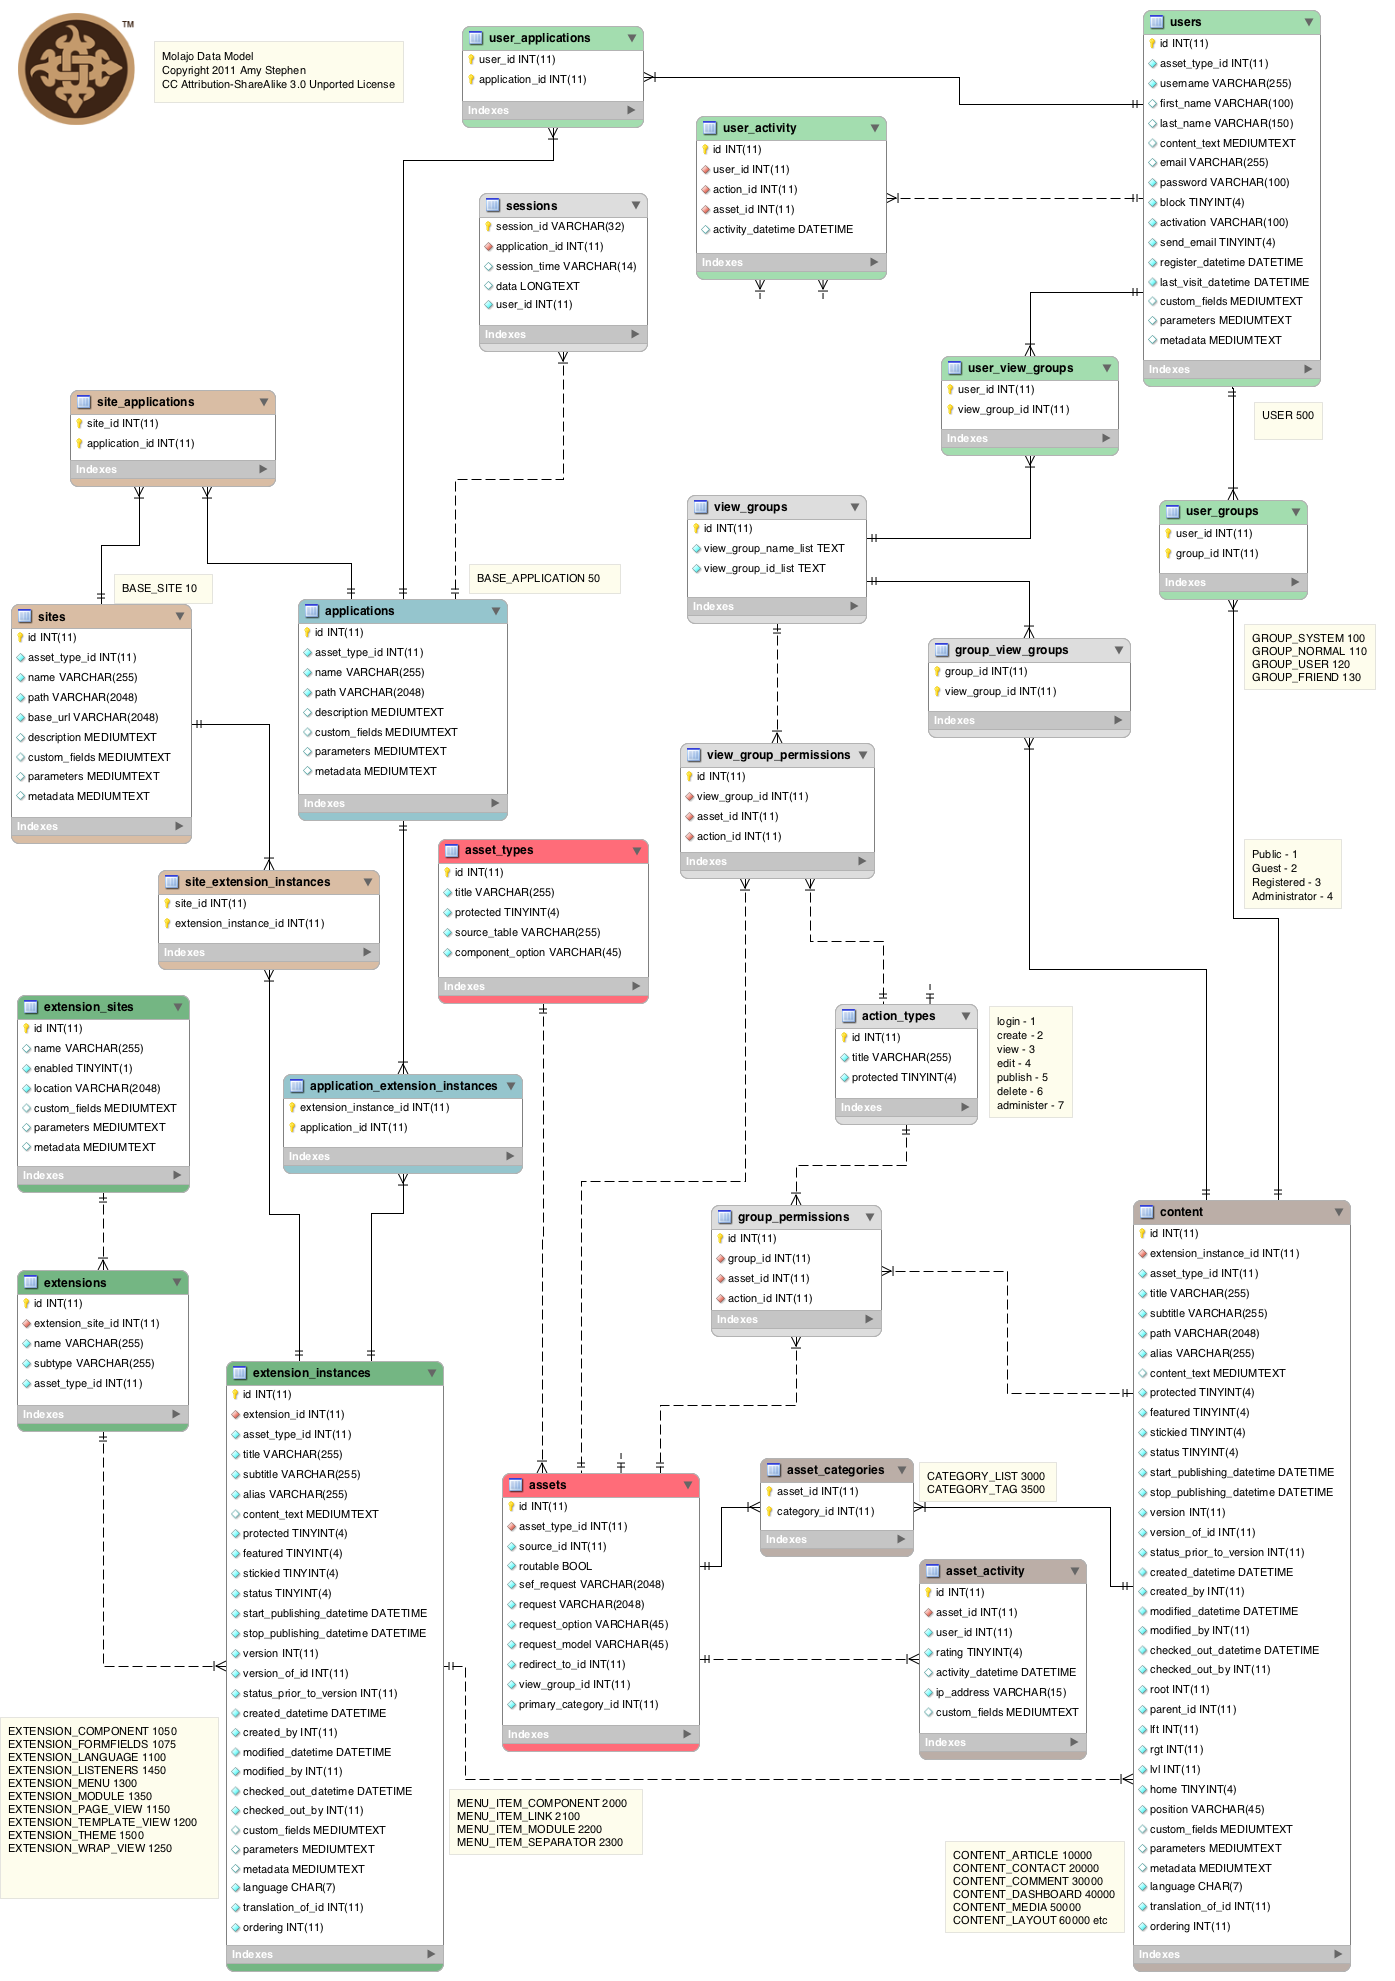 TM
Molajo Data Model
Copyright 2011 Amy Stephen
CC Attribution-ShareAlike 3.0 Unported License
user_applications
user_id INT(11)
application_id INT(11)
Indexes
users
id INT(11)
asset_type_id INT(11)
username VARCHAR(255)
first_name VARCHAR(100)
last_name VARCHAR(150)
content_text MEDIUMTEXT
email VARCHAR(255)
password VARCHAR(100)
block TINYINT(4)
activation VARCHAR(100)
send_email TINYINT(4)
register_datetime DATETIME
last_visit_datetime DATETIME
custom_fields MEDIUMTEXT
parameters MEDIUMTEXT
metadata MEDIUMTEXT
Indexes
user_activity
id INT(11)
user_id INT(11)
action_id INT(11)
asset_id INT(11)
activity_datetime DATETIME
Indexes
sessions
session_id VARCHAR(32)
application_id INT(11)
session_time VARCHAR(14)
data LONGTEXT
user_id INT(11)
Indexes
user_view_groups
user_id INT(11)
view_group_id INT(11)
Indexes
USER 500
site_applications
site_id INT(11)
application_id INT(11)
Indexes
view_groups
id INT(11)
view_group_name_list TEXT
view_group_id_list TEXT
Indexes
user_groups
user_id INT(11)
group_id INT(11)
Indexes
BASE_SITE 10
BASE_APPLICATION 50
sites
id INT(11)
asset_type_id INT(11)
name VARCHAR(255)
path VARCHAR(2048)
base_url VARCHAR(2048)
description MEDIUMTEXT
custom_fields MEDIUMTEXT
parameters MEDIUMTEXT
metadata MEDIUMTEXT
Indexes
applications
id INT(11)
asset_type_id INT(11)
name VARCHAR(255)
path VARCHAR(2048)
description MEDIUMTEXT
custom_fields MEDIUMTEXT
parameters MEDIUMTEXT
metadata MEDIUMTEXT
Indexes
group_view_groups
group_id INT(11)
view_group_id INT(11)
Indexes
GROUP_SYSTEM 100
GROUP_NORMAL 110
GROUP_USER 120
GROUP_FRIEND 130
view_group_permissions
id INT(11)
view_group_id INT(11)
asset_id INT(11)
action_id INT(11)
Indexes
asset_types
id INT(11)
title VARCHAR(255)
protected TINYINT(4)
source_table VARCHAR(255)
component_option VARCHAR(45)
Indexes
Public - 1
Guest - 2
Registered - 3
Administrator - 4
site_extension_instances
site_id INT(11)
extension_instance_id INT(11)
Indexes
extension_sites
id INT(11)
name VARCHAR(255)
enabled TINYINT(1)
location VARCHAR(2048)
custom_fields MEDIUMTEXT
parameters MEDIUMTEXT
metadata MEDIUMTEXT
Indexes
action_types
id INT(11)
title VARCHAR(255)
protected TINYINT(4)
Indexes
login - 1
create - 2
view - 3
edit - 4
publish - 5
delete - 6
administer - 7
application_extension_instances
extension_instance_id INT(11)
application_id INT(11)
Indexes
group_permissions
id INT(11)
group_id INT(11)
asset_id INT(11)
action_id INT(11)
Indexes
content
id INT(11)
extension_instance_id INT(11)
asset_type_id INT(11)
title VARCHAR(255)
subtitle VARCHAR(255)
path VARCHAR(2048)
alias VARCHAR(255)
content_text MEDIUMTEXT
protected TINYINT(4)
featured TINYINT(4)
stickied TINYINT(4)
status TINYINT(4)
start_publishing_datetime DATETIME
stop_publishing_datetime DATETIME
version INT(11)
version_of_id INT(11)
status_prior_to_version INT(11)
created_datetime DATETIME
created_by INT(11)
modified_datetime DATETIME
modified_by INT(11)
checked_out_datetime DATETIME
checked_out_by INT(11)
root INT(11)
parent_id INT(11)
lft INT(11)
rgt INT(11)
lvl INT(11)
home TINYINT(4)
position VARCHAR(45)
custom_fields MEDIUMTEXT
parameters MEDIUMTEXT
metadata MEDIUMTEXT
language CHAR(7)
translation_of_id INT(11)
ordering INT(11)
Indexes
extensions
id INT(11)
extension_site_id INT(11)
name VARCHAR(255)
subtype VARCHAR(255)
asset_type_id INT(11)
Indexes
extension_instances
id INT(11)
extension_id INT(11)
asset_type_id INT(11)
title VARCHAR(255)
subtitle VARCHAR(255)
alias VARCHAR(255)
content_text MEDIUMTEXT
protected TINYINT(4)
featured TINYINT(4)
stickied TINYINT(4)
status TINYINT(4)
start_publishing_datetime DATETIME
stop_publishing_datetime DATETIME
version INT(11)
version_of_id INT(11)
status_prior_to_version INT(11)
created_datetime DATETIME
created_by INT(11)
modified_datetime DATETIME
modified_by INT(11)
checked_out_datetime DATETIME
checked_out_by INT(11)
custom_fields MEDIUMTEXT
parameters MEDIUMTEXT
metadata MEDIUMTEXT
language CHAR(7)
translation_of_id INT(11)
ordering INT(11)
Indexes
assets
id INT(11)
asset_type_id INT(11)
source_id INT(11)
routable BOOL
sef_request VARCHAR(2048)
request VARCHAR(2048)
request_option VARCHAR(45)
request_model VARCHAR(45)
redirect_to_id INT(11)
view_group_id INT(11)
primary_category_id INT(11)
Indexes
asset_categories
asset_id INT(11)
category_id INT(11)
Indexes
CATEGORY_LIST 3000
CATEGORY_TAG 3500
asset_activity
id INT(11)
asset_id INT(11)
user_id INT(11)
rating TINYINT(4)
activity_datetime DATETIME
ip_address VARCHAR(15)
custom_fields MEDIUMTEXT
Indexes
EXTENSION_COMPONENT 1050
EXTENSION_FORMFIELDS 1075
EXTENSION_LANGUAGE 1100
EXTENSION_LISTENERS 1450
EXTENSION_MENU 1300
EXTENSION_MODULE 1350
EXTENSION_PAGE_VIEW 1150
EXTENSION_TEMPLATE_VIEW 1200
EXTENSION_THEME 1500
EXTENSION_WRAP_VIEW 1250
MENU_ITEM_COMPONENT 2000
MENU_ITEM_LINK 2100
MENU_ITEM_MODULE 2200
MENU_ITEM_SEPARATOR 2300
CONTENT_ARTICLE 10000
CONTENT_CONTACT 20000
CONTENT_COMMENT 30000
CONTENT_DASHBOARD 40000
CONTENT_MEDIA 50000
CONTENT_LAYOUT 60000 etc